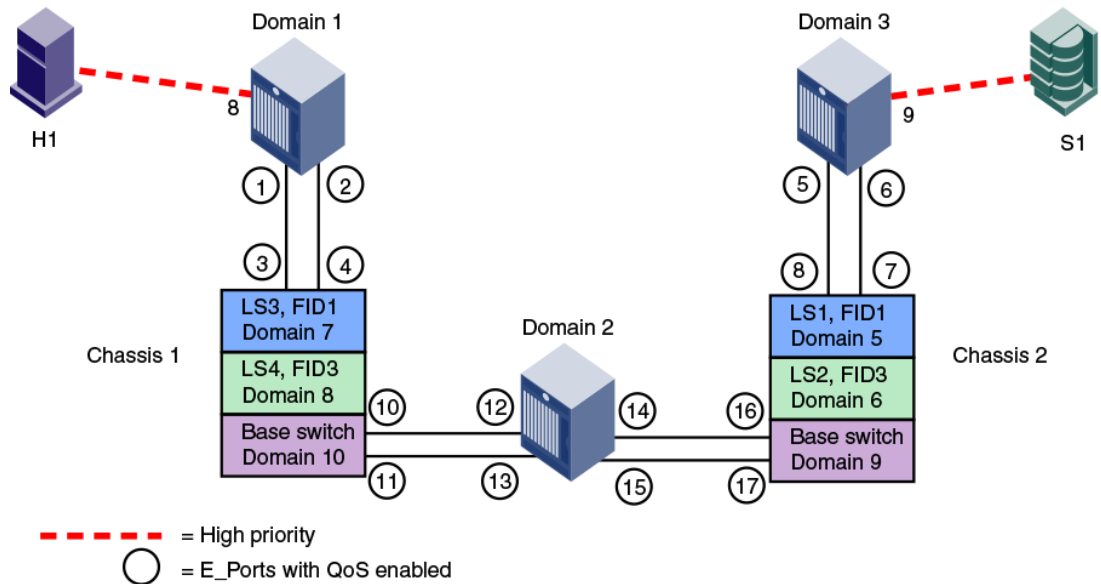 Domain 1
Domain 3
H1
8
9
S1
1
2
5
6
3
4
8
7
LS3, FID1
Domain 7
LS1, FID1
Domain 5
Chassis 1
Domain 2
Chassis 2
LS4, FID3
Domain 8
LS2, FID3
Domain 6
10
12
14
16
Base switch
Domain 10
Base switch
Domain 9
11
13
15
17
= High priority
= E_Ports with QoS enabled